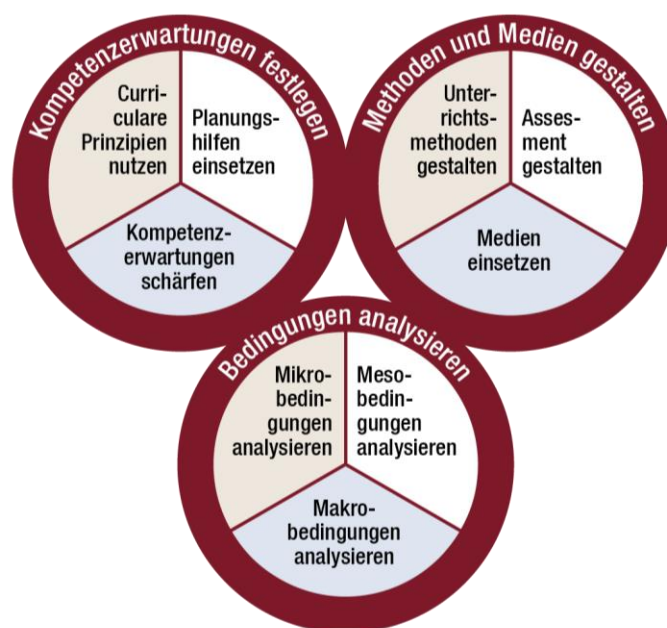 Kompetenzerwartungen festlegen
Curri-
culare
Prinzipien
nutzen
Planungs-
hilfen
einsetzen
Kompetenz-
erwartungen
schärfen
Methoden und Medien gestalten
Unter-
richts-
methoden
gestalten
Asses-
ment
gestalten
Medien
einsetzen
Bedingungen analysieren
Mikro-
bedin-
gungen
analysieren
Meso-
bedin-
gungen
analysieren
Makro-
bedingungen
analysieren